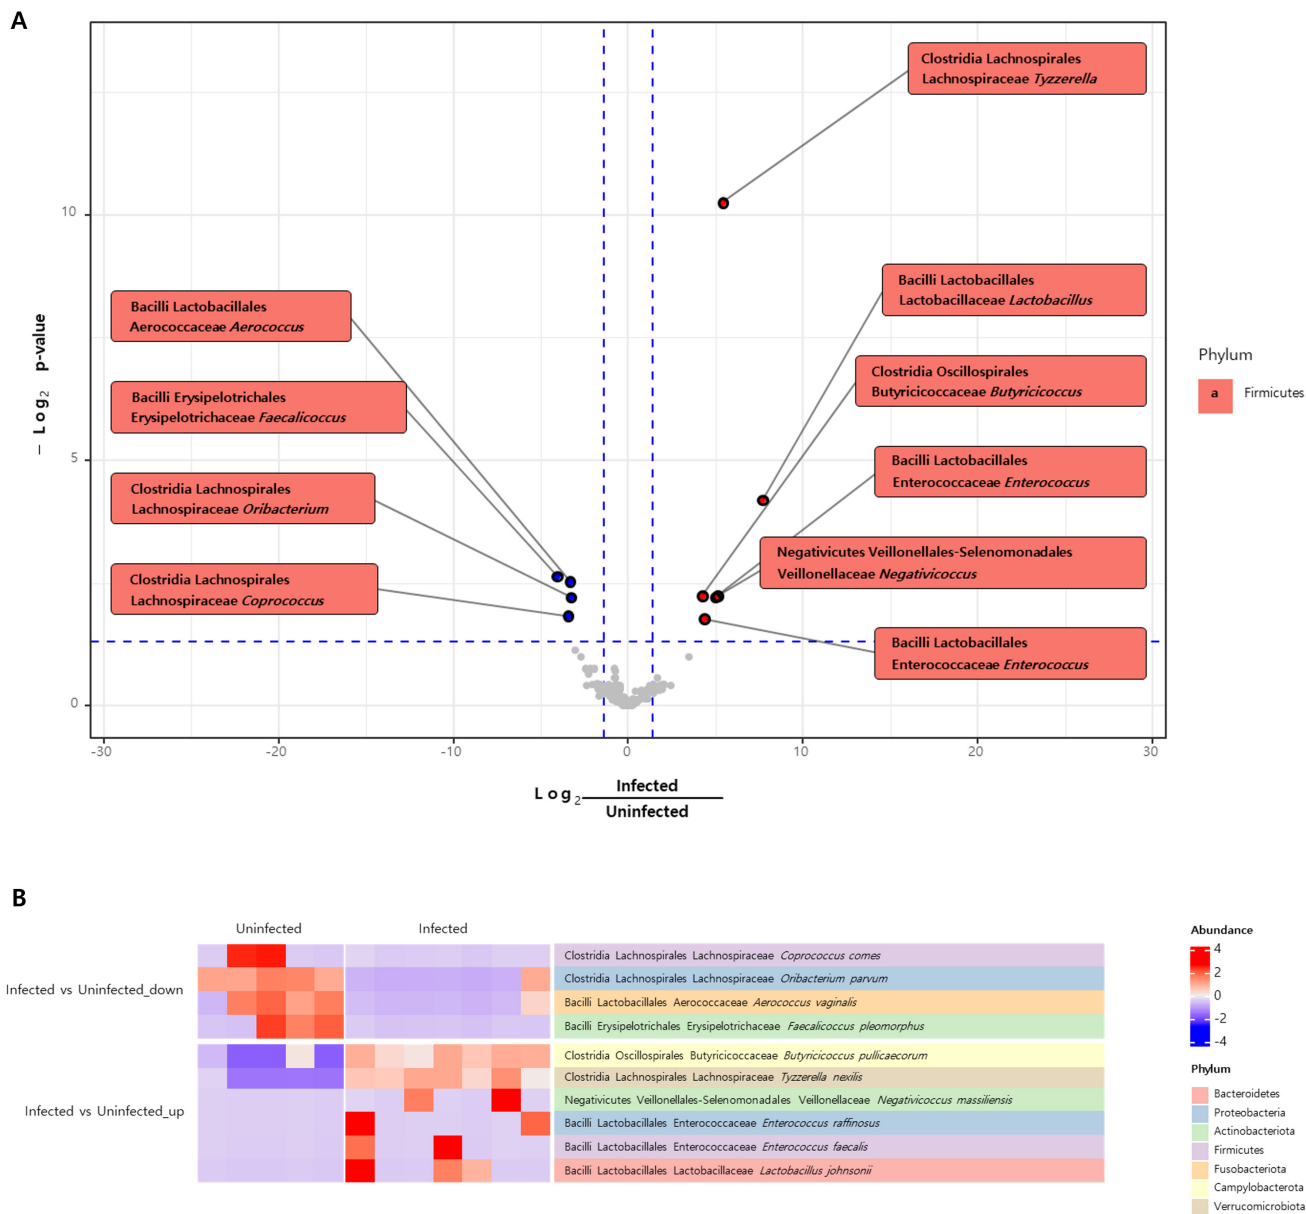 A
Clostridia Lachnospirales
Lachnospiraceae Tyzzerella
Bacilli Lactobacillales
Lactobacillaceae Lactobacillus
Clostridia Oscillospirales
Butyricicoccaceae Butyricicoccus
Bacilli Lactobacillales
Enterococcaceae Enterococcus
Negativicutes Veillonellales-Selenomonadales
Veillonellaceae Negativicoccus
Bacilli Lactobacillales
Enterococcaceae Enterococcus
Bacilli Lactobacillales
Aerococcaceae Aerococcus
Bacilli Erysipelotrichales
Erysipelotrichaceae Faecalicoccus
Clostridia Lachnospirales
Lachnospiraceae Oribacterium
Clostridia Lachnospirales
Lachnospiraceae Coprococcus
10
5
0
− Log2 p-value
-30 -20 -10 0 10 20 30
Log2 Infected
Uninfected
Phylum
a Firmicutes
B
Uninfected Infected
Infected vs Uninfected_down
Infected vs Uninfected_up
Clostridia Lachnospirales Lachnospiraceae Coprococcus comes
Clostridia Lachnospirales Lachnospiraceae Oribacterium parvum
Bacilli Lactobacillales Aerococcaceae Aerococcus vaginalis
Bacilli Erysipelotrichales Erysipelotrichaceae Faecalicoccus pleomorphus
Clostridia Oscillospirales Butyricicoccaceae Butyricicoccus pullicaecorum
Clostridia Lachnospirales Lachnospiraceae Tyzzerella nexilis
Negativicutes Veillonellales-Selenomonadales Veillonellaceae Negativicoccus massiliensis
Bacilli Lactobacillales Enterococcaceae Enterococcus raffinosus
Bacilli Lactobacillales Enterococcaceae Enterococcus faecalis
Bacilli Lactobacillales Lactobacillaceae Lactobacillus johnsonii
Abundance
4
2
0
-2
-4
Phylum
Bacteroidetes
Proteobacteria
Actinobacteriota
Firmicutes
Fusobacteriota
Campylobacterota
Verrucomicrobiota